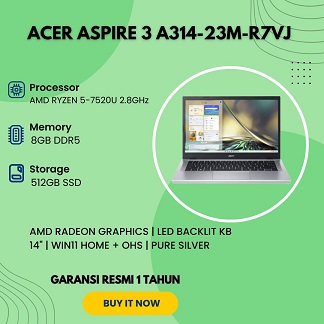 ACER ASPIRE 3 A314-23M-R7VJ
Processor
AMD RYZEN 5-7520U 2.8GHz
Memory
8GB DDR5
Storage
512GB SSD
AMD RADEON GRAPHICS | LED BACKLIT KB
14" | WIN11 HOME + OHS | PURE SILVER
GARANSI RESMI 1 TAHUN
BUY IT NOW